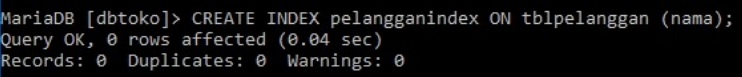 MariaDB [dbtoko]> CREATE INDEX pelangganindex ON tblpelanggan (nama);
Query OK, 0 rows affected (0.04 sec)
Records: 0  Duplicates: 0  Warnings: 0